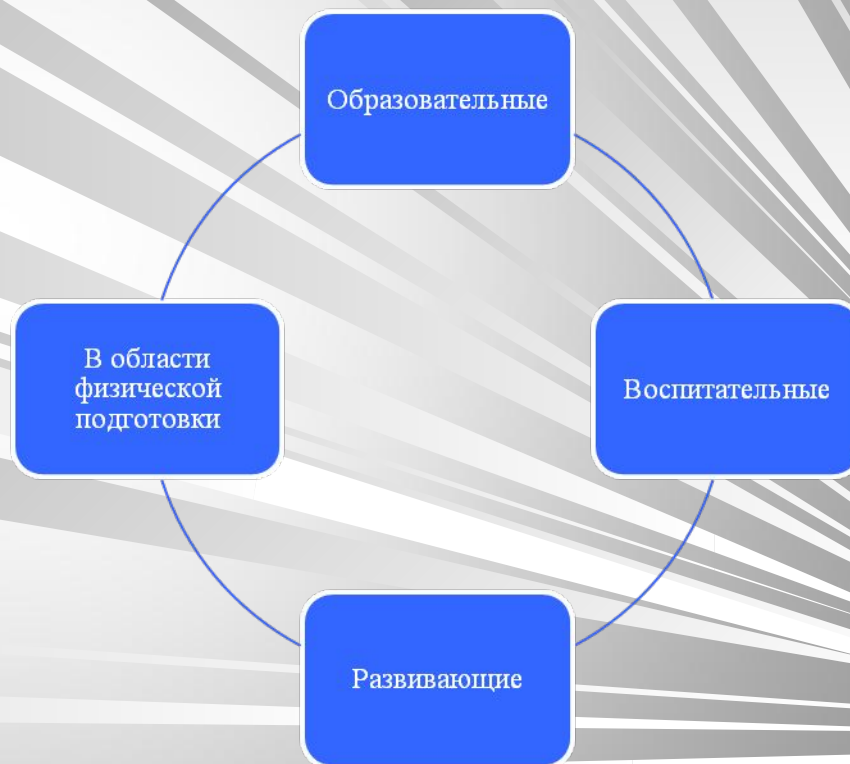 Образовательные
В области
физической
подготовки
Воспитательные
Развивающие